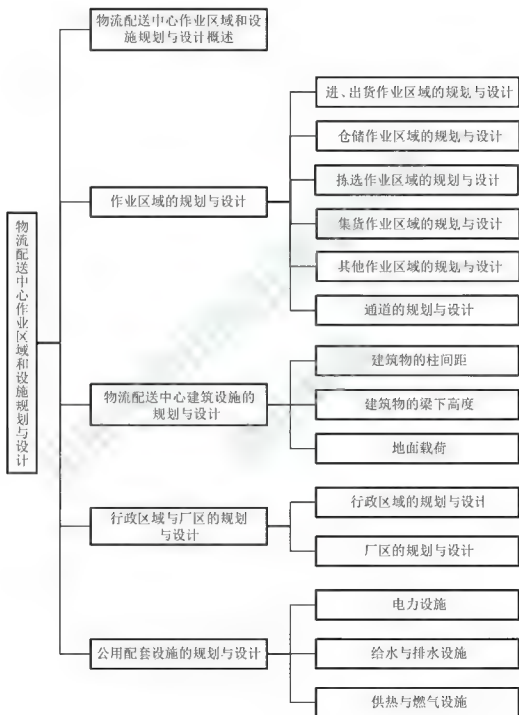 物流配送中心作业区域和设施规划与设计
物流配送中心作业区域和设
施规划与设计概述
作业区域的规划与设计
进、出货作业区域的规划与设计
仓储作业区域的规划与设计
拣选作业区域的规划与设计
集货作业区域的规划与设计
其他作业区域的规划与设计
通道的规划与设计
物流配送中心建筑设施的
规划与设计
建筑物的柱间距
建筑物的梁下高度
地面载荷
行政区域与厂区的规划
与设计
行政区域的规划与设计
厂区的规划与设计
公用配套设施的规划与设计
电力设施
给水与排水设施
供热与燃气设施